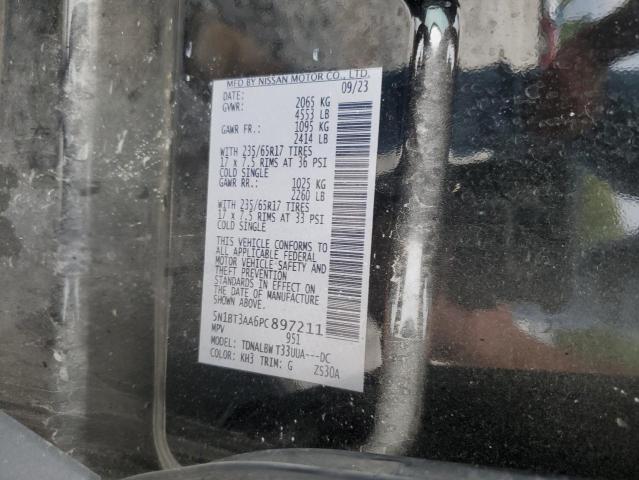 MFD BY NISSAN MOTOR CO., LTD.
DATE: 09/23
GVWR: 2065 KG
4553 LB
GAWR FR.: 1095 KG
2414 LB
WITH 235/65R17 TIRES
17 x 7.5 RIMS AT 36 PSI
COLD SINGLE
GAWR RR.: 1025 KG
2260 LB
WITH 235/65R17 TIRES
17 x 7.5 RIMS AT 33 PSI
COLD SINGLE
THIS VEHICLE CONFORMS TO
ALL APPLICABLE FEDERAL
MOTOR VEHICLE SAFETY AND
THEFT PREVENTION
STANDARDS IN EFFECT ON
THE DATE OF MANUFACTURE
SHOWN ABOVE.
5N1BT3AA6PC897211
MPV 951
MODEL: TDNALBW T33UUA---DC
COLOR: KH3 TRIM: G ZS30A